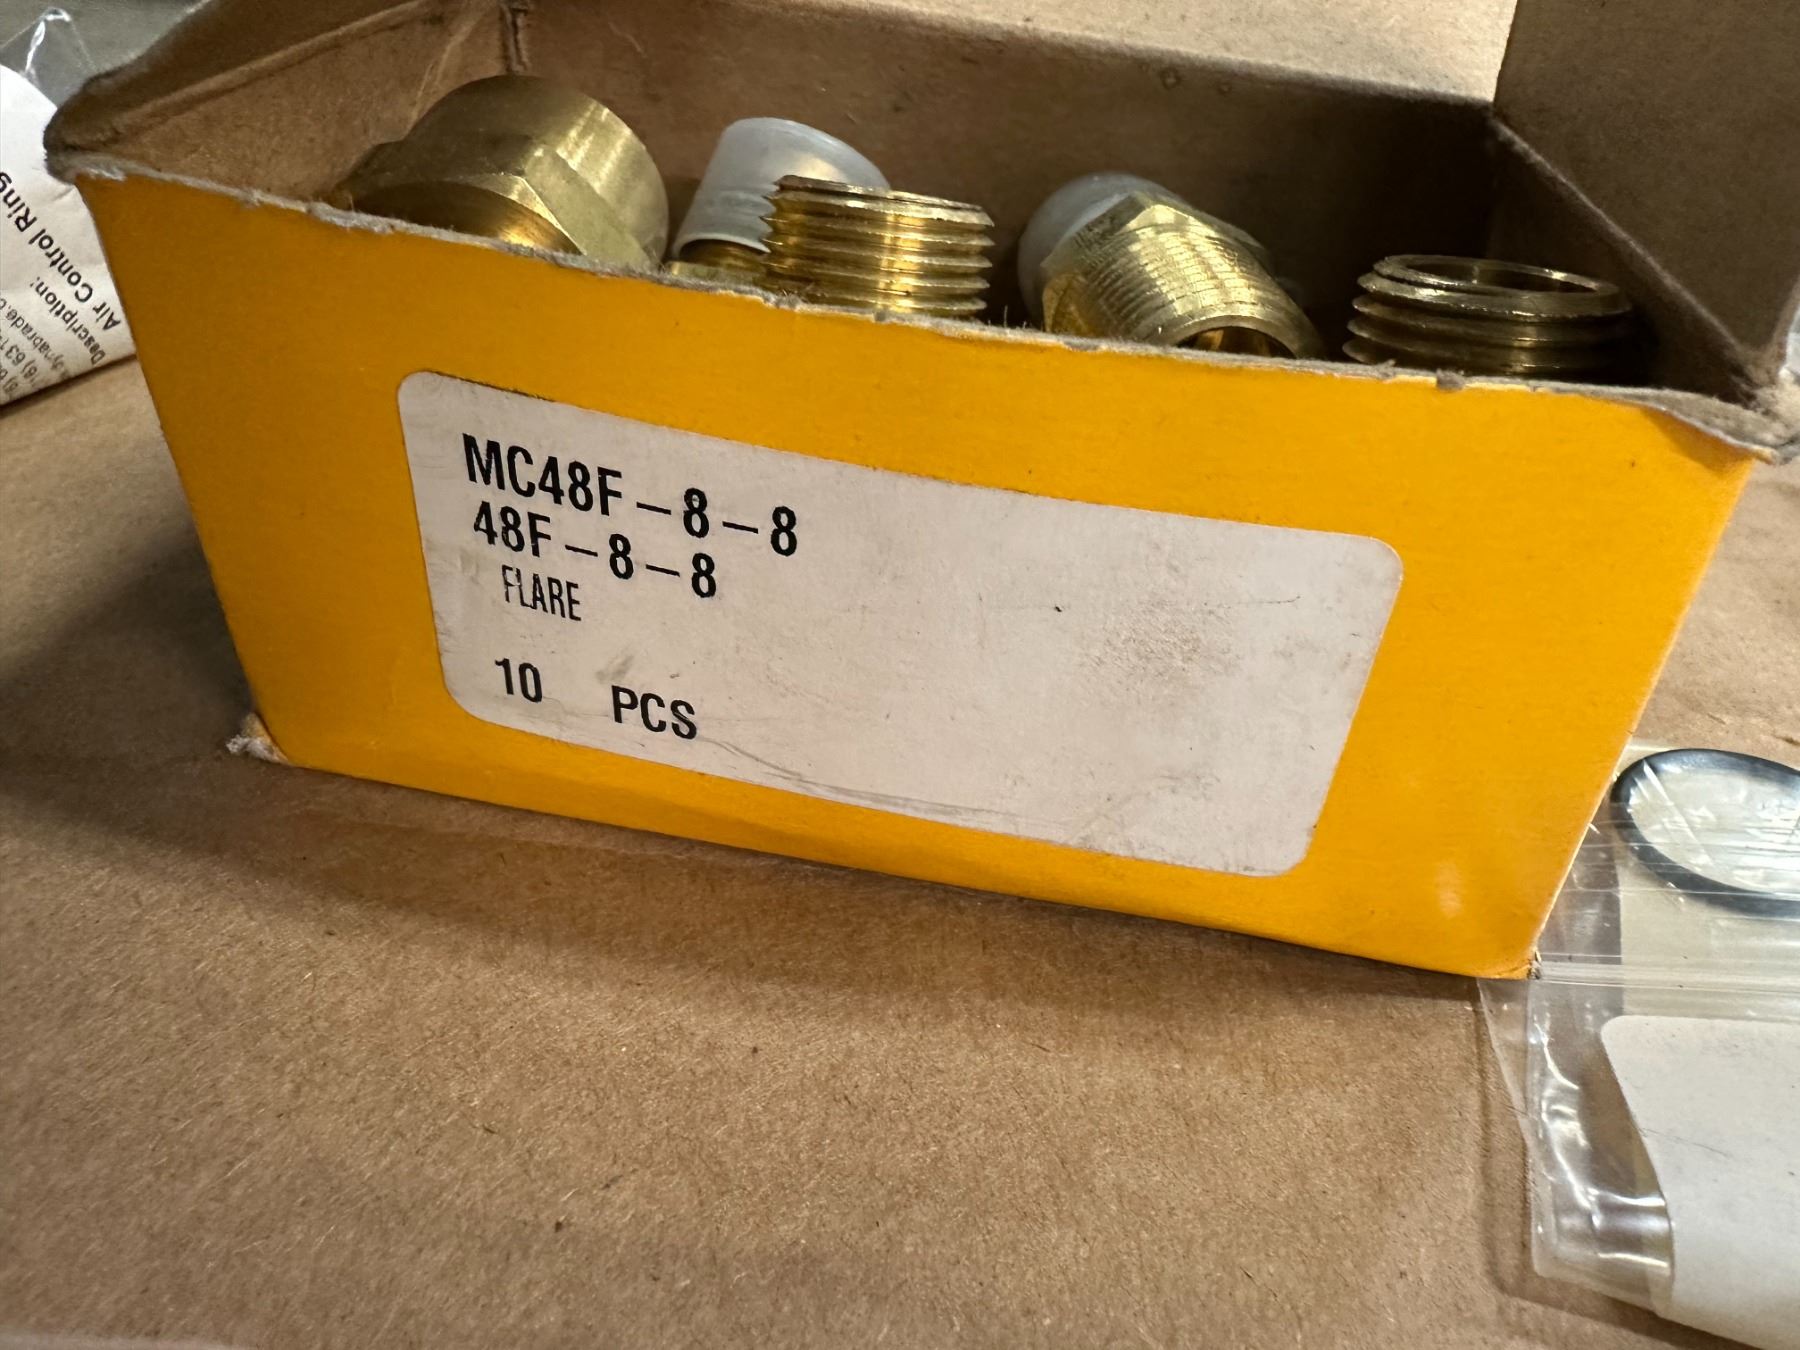 MC48F-8-8
48F-8-8
FLARE
10 PCS
Air Control Ring
Description: